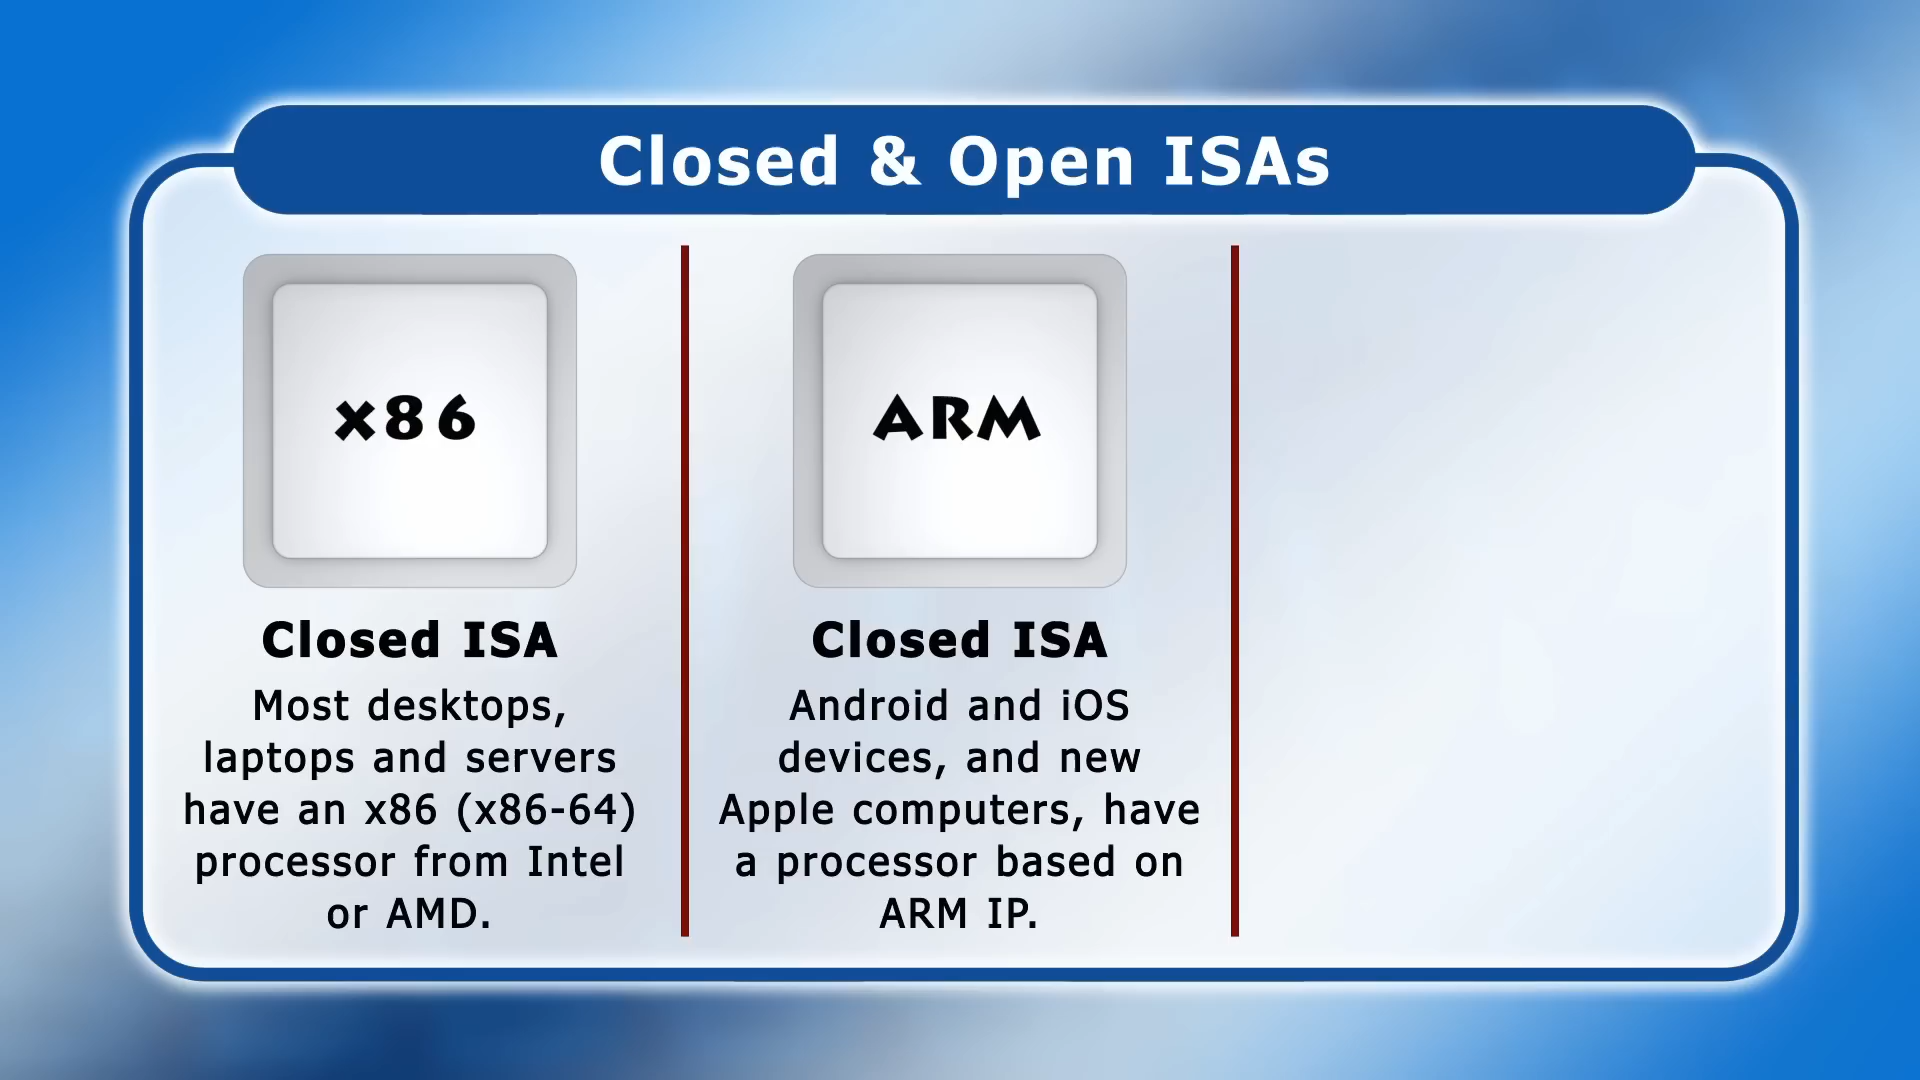 Closed & Open ISAs
x86
Closed ISA
Most desktops,
laptops and servers
have an x86 (x86-64)
processor from Intel
or AMD.
ARM
Closed ISA
Android and iOS
devices, and new
Apple computers, have
a processor based on
ARM IP.